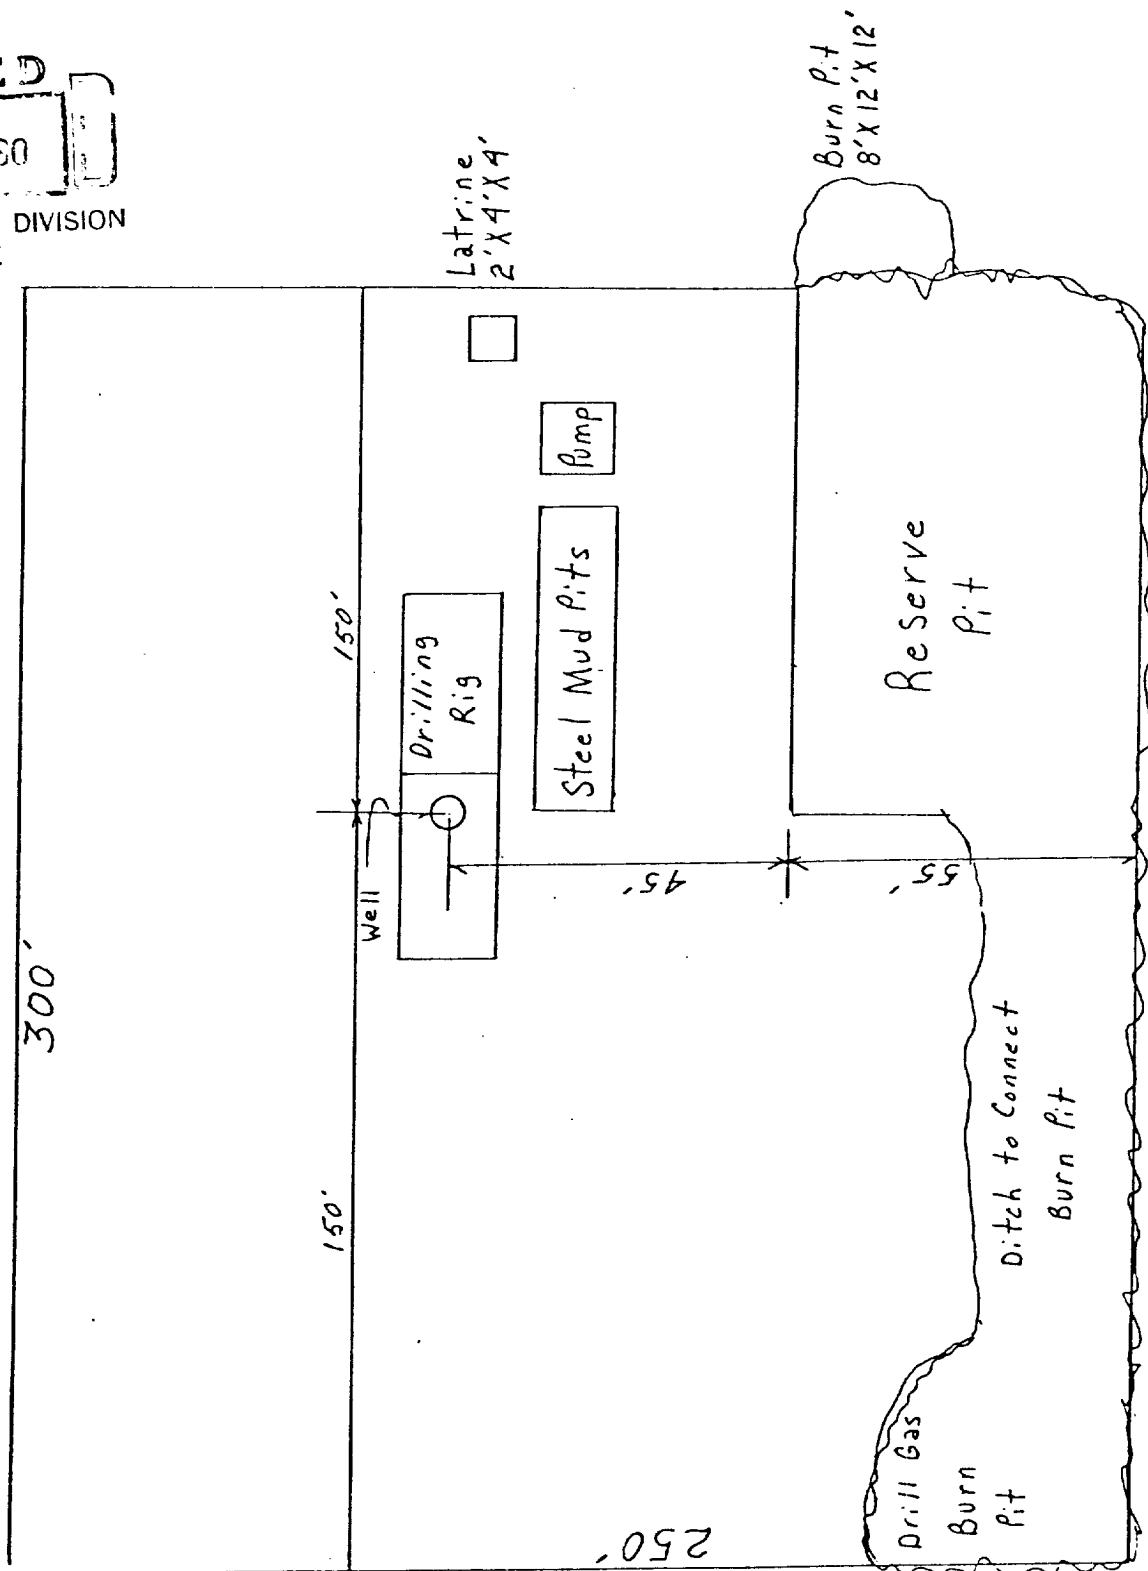 DIVISION
300'
150'
150'
Well
Drilling
Rig
Latrine
2'X4'X4'
Pump
Steel Mud Pits
45'
55'
Burn Pit
8'X12'X12'
Reserve
Pit
Ditch to Connect
Burn Pit
Drill Gas
Burn
Pit
250'